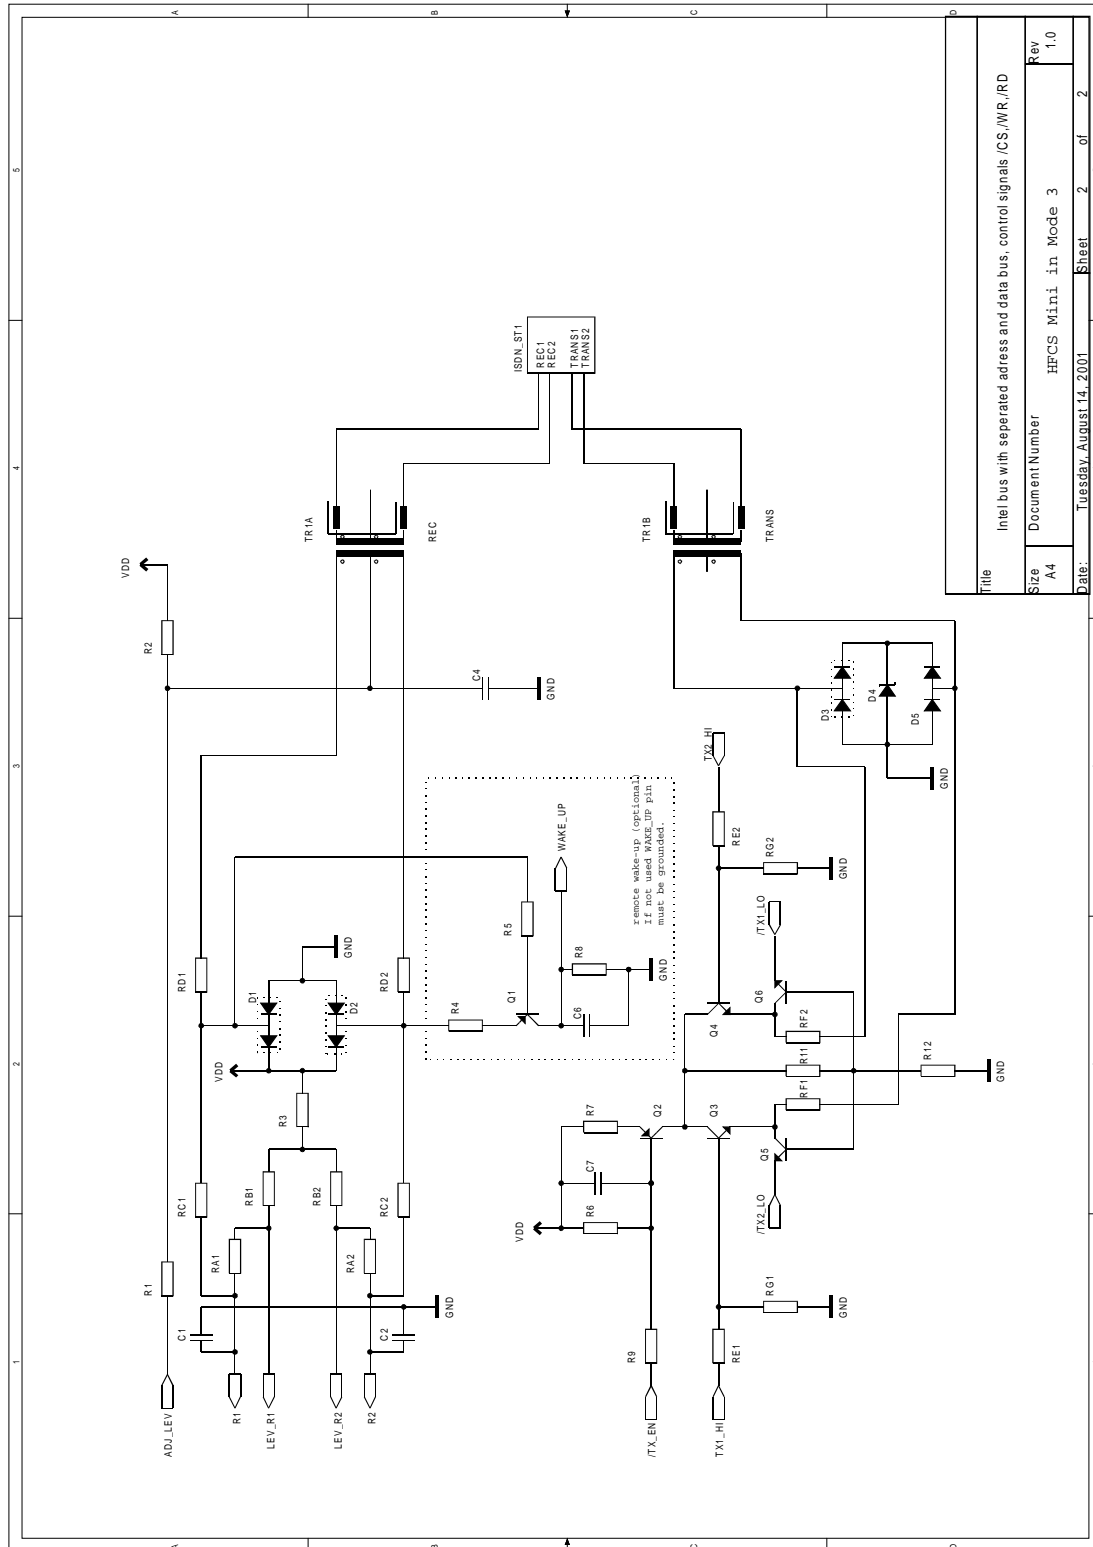 5
4
3
2
1
A
B
C
D
A
B
C
D
ADJ_LEV
R1
R2
VDD
R1
LEV_R1
LEV_R2
R2
C1
C2
GND
RA1
RA2
RC1
RB1
RB2
RC2
R3
VDD
D1
D2
GND
RD1
RD2
C4
GND
TR1A
REC
ISDN_ST1
REC1
REC2
TRANS1
TRANS2
TR1B
TRANS
R4
Q1
R5
WAKE_UP
C6
R8
GND
remote wake-up (optional)
If not used WAKE_UP pin
must be grounded.
/TX_EN
R9
VDD
R6
C7
R7
Q2
TX1_HI
RE1
RG1
GND
Q3
Q5
/TX2_LO
RF1
R11
RF2
R12
GND
Q4
Q6
/TX1_LO
TX2_HI
RE2
RG2
GND
D3
D4
D5
GND
Title
Intel bus with seperated adress and data bus, control signals /CS,/WR,/RD
Size
A4
Document Number
HFCS Mini in Mode 3
Rev
1.0
Date:
Tuesday, August 14, 2001
Sheet
2
of
2